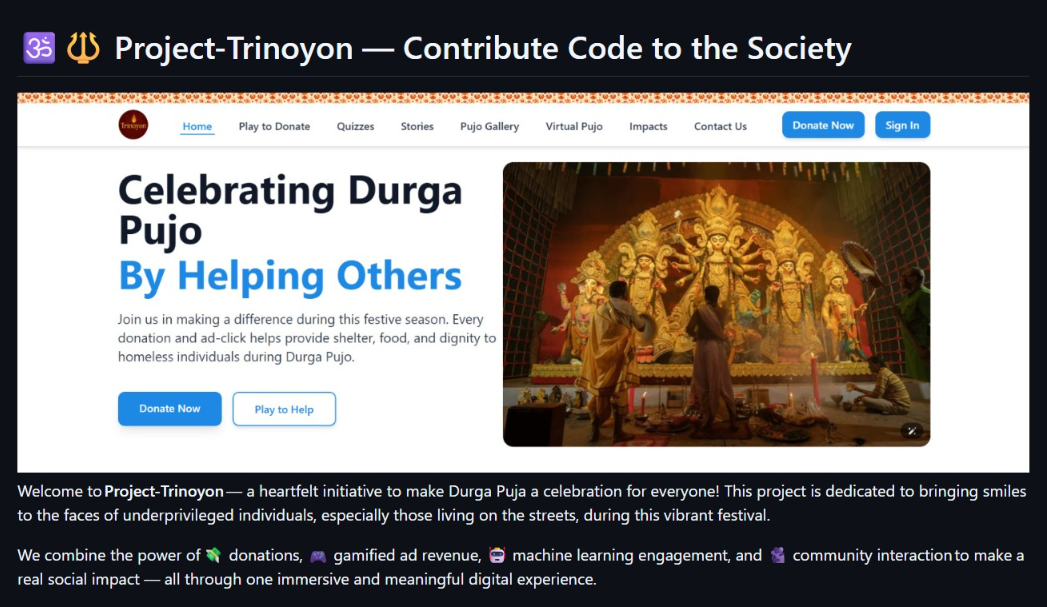 🕉️ 🔱 Project-Trinoyon — Contribute Code to the Society
Trinoyon
Home
Play to Donate
Quizzes
Stories
Pujo Gallery
Virtual Pujo
Impacts
Contact Us
Donate Now
Sign In
Celebrating Durga
Pujo
By Helping Others
Join us in making a difference during this festive season. Every
donation and ad-click helps provide shelter, food, and dignity to
homeless individuals during Durga Pujo.
Donate Now
Play to Help
Welcome to Project-Trinoyon — a heartfelt initiative to make Durga Puja a celebration for everyone! This project is dedicated to bringing smiles
to the faces of underprivileged individuals, especially those living on the streets, during this vibrant festival.
We combine the power of 💸 donations, 🎮 gamified ad revenue, 🤖 machine learning engagement, and 🫂 community interaction to make a
real social impact — all through one immersive and meaningful digital experience.